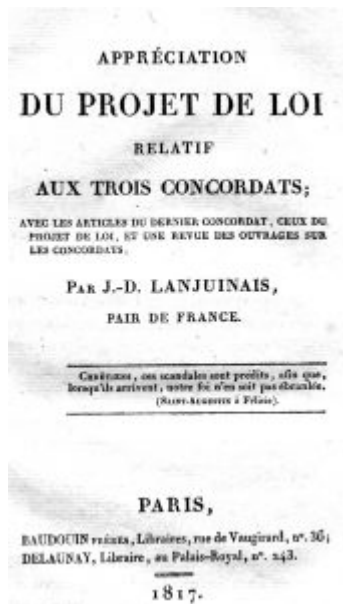 APPRÉCIATION
DU PROJET DE LOI
RELATIF
AUX TROIS CONCORDATS;
AVEC LES ARTICLES DU DERNIER CONCORDAT, CEUX DU
PROJET DE LOI, ET UNE REVUE DES OUVRAGES SUR
LES CONCORDATS,
PAR J.-D. LANJUINAIS,
PAIR DE FRANCE.
ces scandales sont prédits, afin que,
lorsqu'ils arrivent, notre foi n'en soit pas ébranlée.
(SAINT-AUGUSTIN à Félicie).
PARIS,
BAUDOUIN FRÈRES, Libraires, rue de Vaugirard, n°. 36;
DELAUNAY, Libraire, au Palais-Royal, n°. 243.
1817.